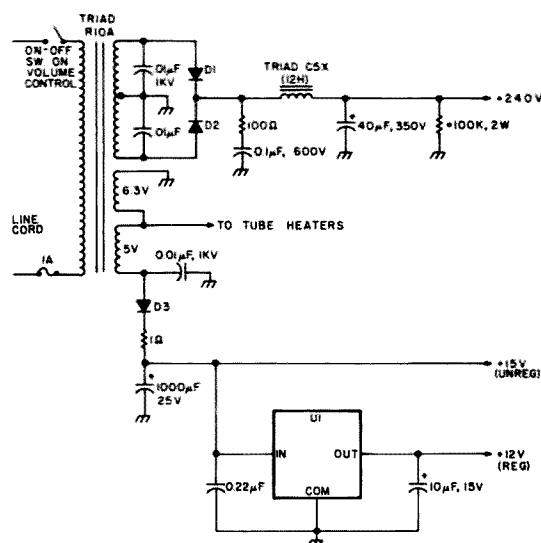 TRIAD
R10A
ON-OFF
SW. ON
VOLUME
CONTROL
.01µF
1KV
.01µF
D1
D2
TRIAD C5X
(12H)
+240V
100Ω
0.1µF, 600V
40µF, 350V
100K, 2W
6.3V
TO TUBE HEATERS
LINE
CORD
1A
5V
0.01µF, 1KV
D3
1Ω
+
1000µF
25V
+15V
(UNREG)
U1
IN
OUT
COM
+12V
(REG)
0.22µF
+
10µF, 15V